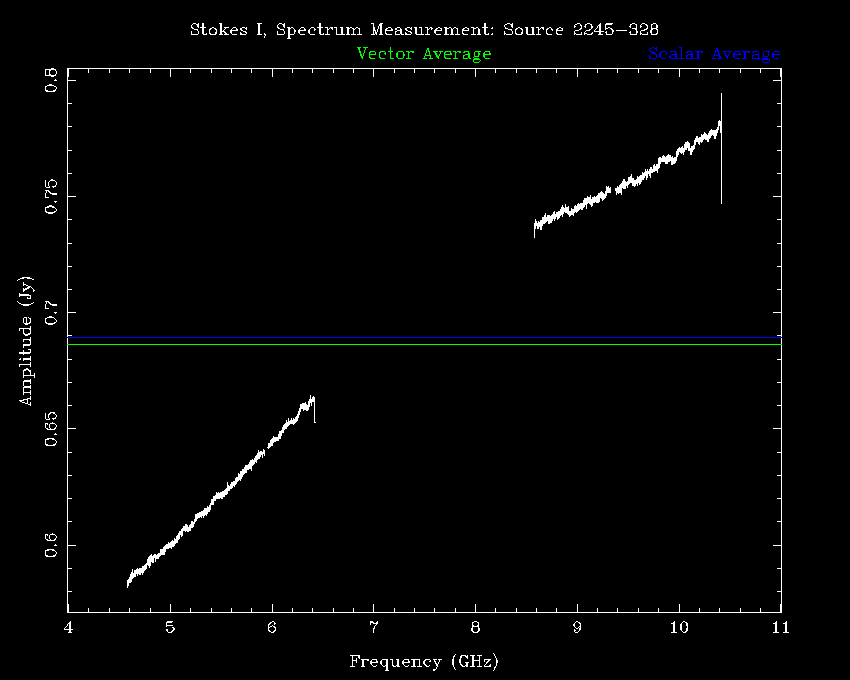 Stokes I, Spectrum Measurement: Source 2245−328
Vector Average
Scalar Average
0.8
0.75
0.7
0.65
0.6
Amplitude (Jy)
4 5 6 7 8 9 10 11
Frequency (GHz)